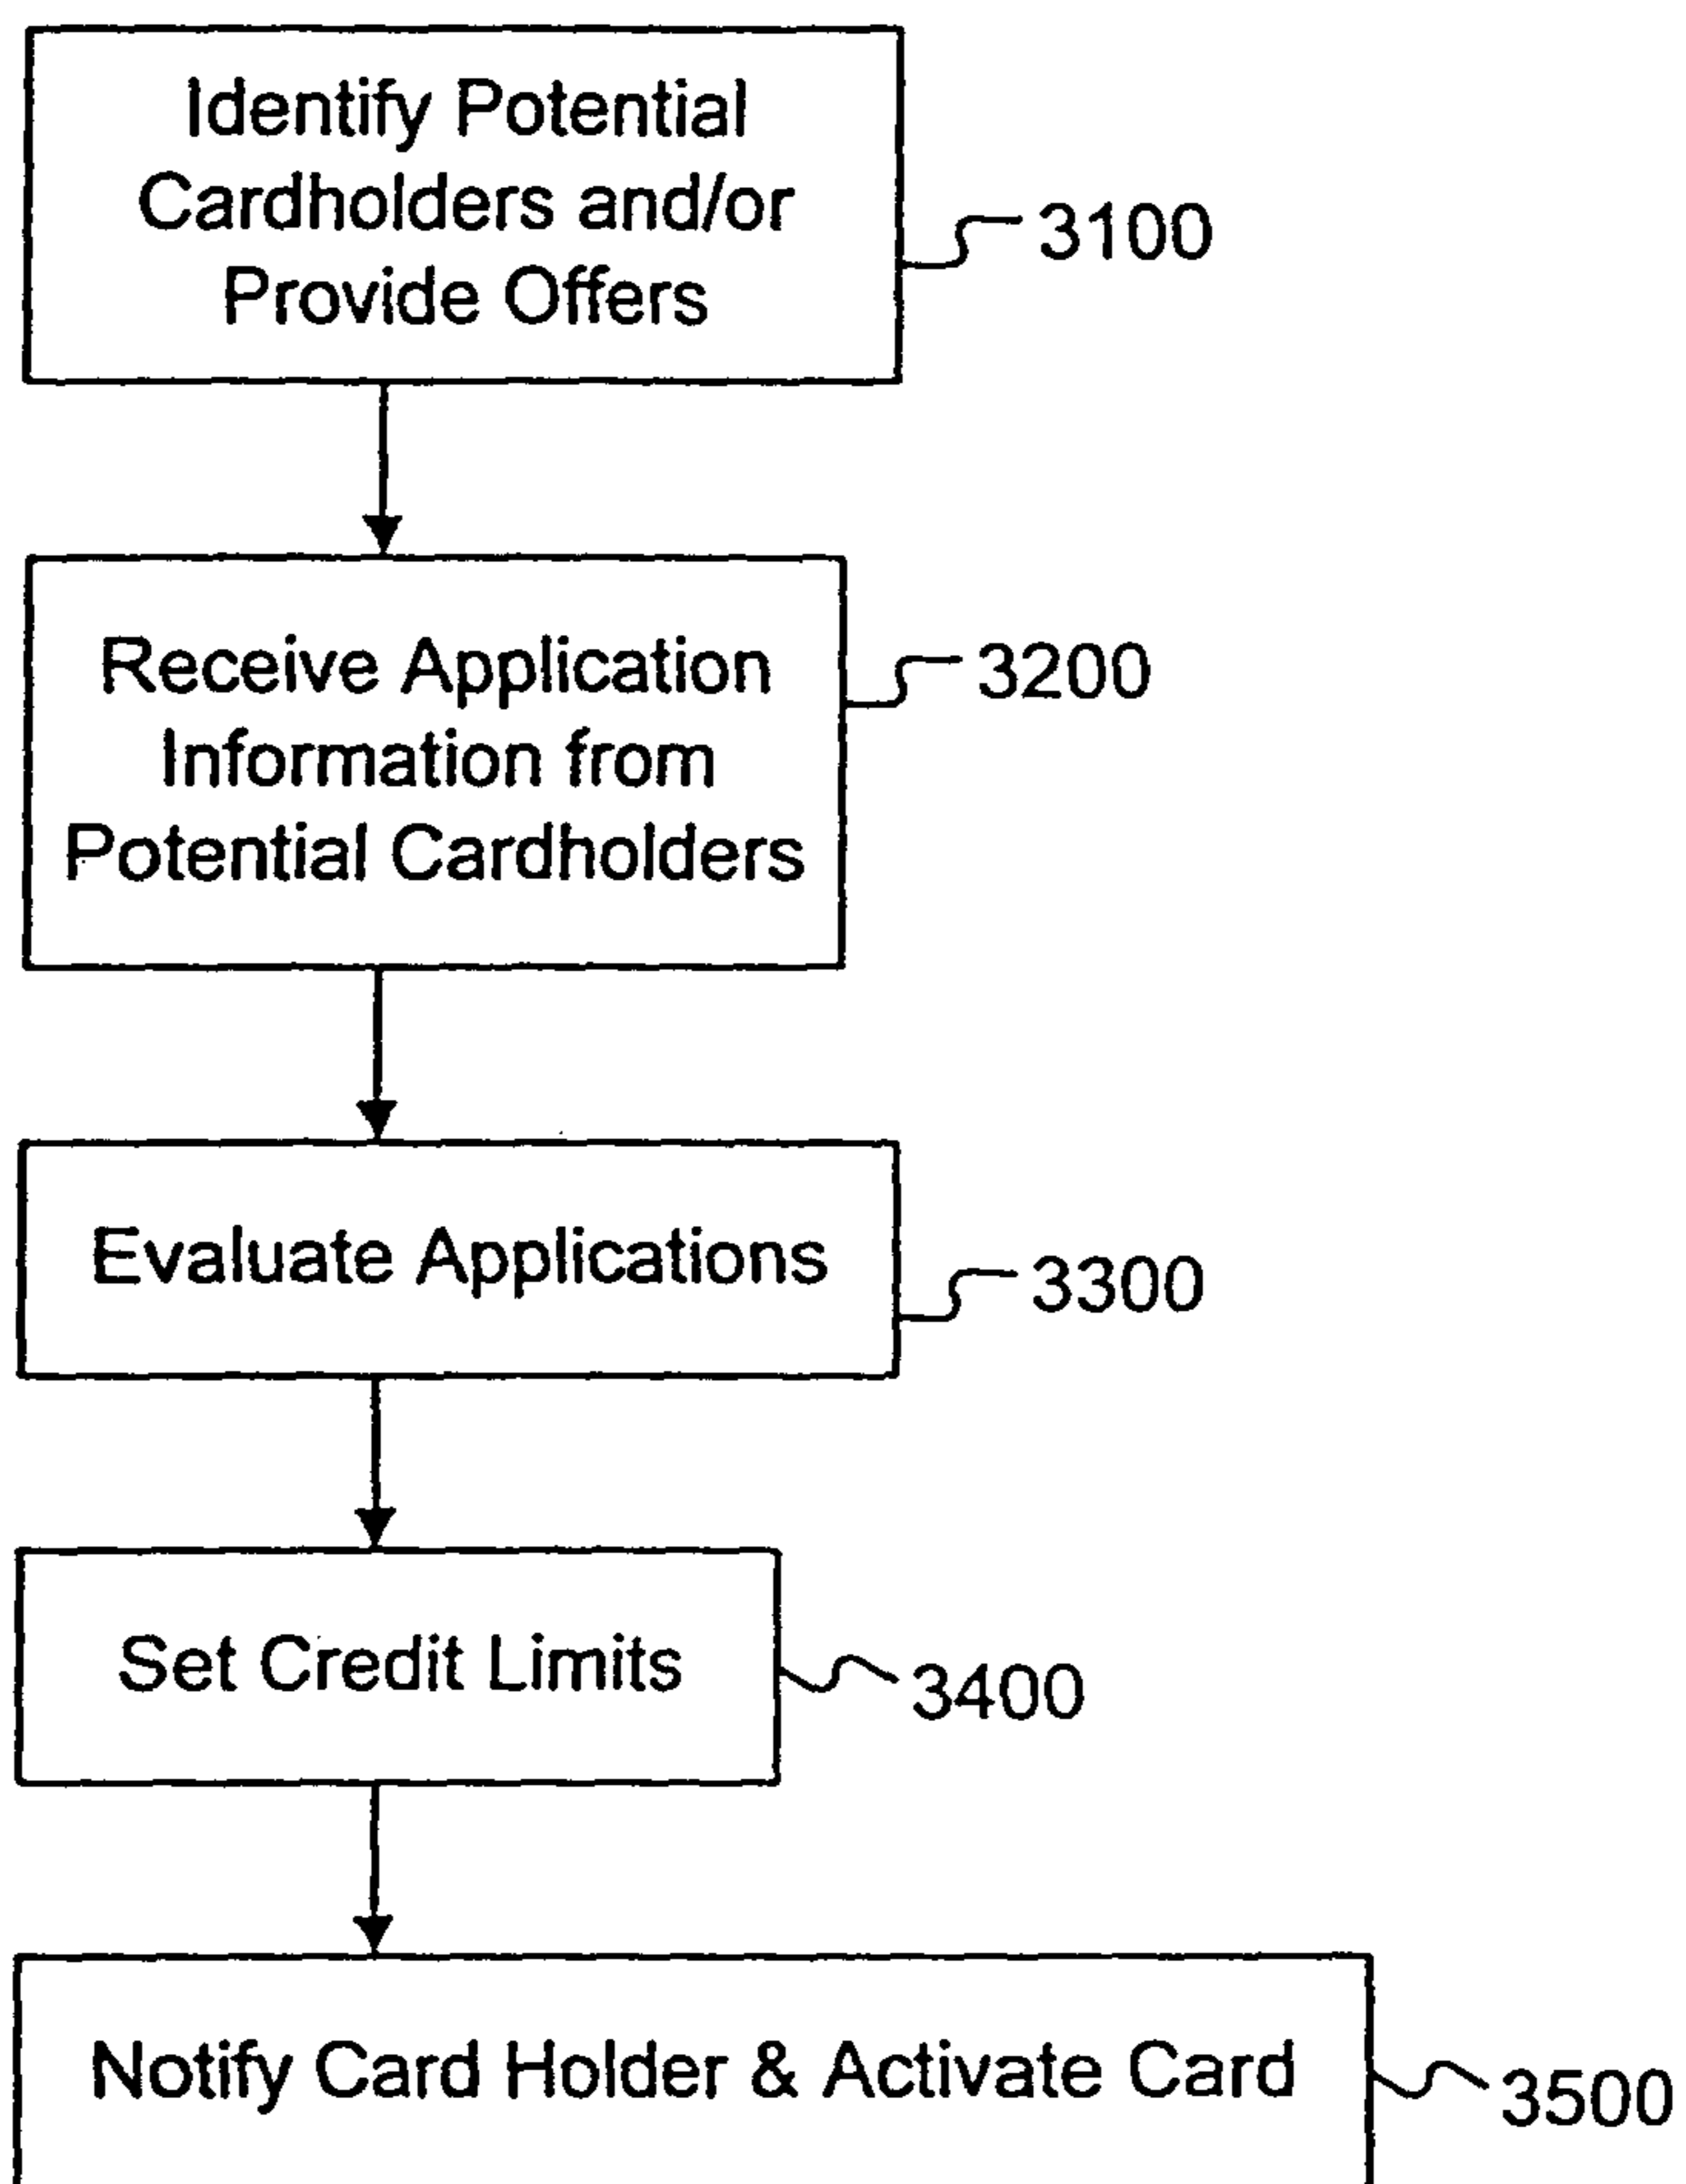 Identify Potential
Cardholders and/or
Provide Offers
3100
Receive Application
Information from
Potential Cardholders
3200
Evaluate Applications
3300
Set Credit Limits
3400
Notify Card Holder & Activate Card
3500